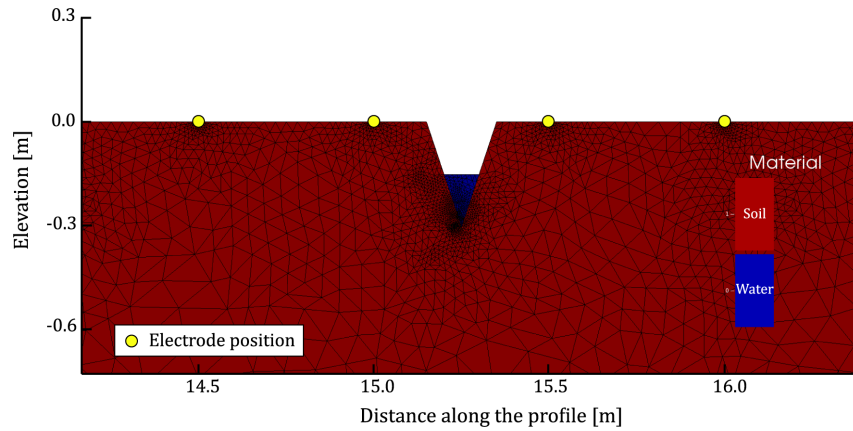 0.3
0.0
-0.3
-0.6
Elevation [m]
Material
1
Soil
0
Water
Electrode position
14.5 15.0 15.5 16.0
Distance along the profile [m]